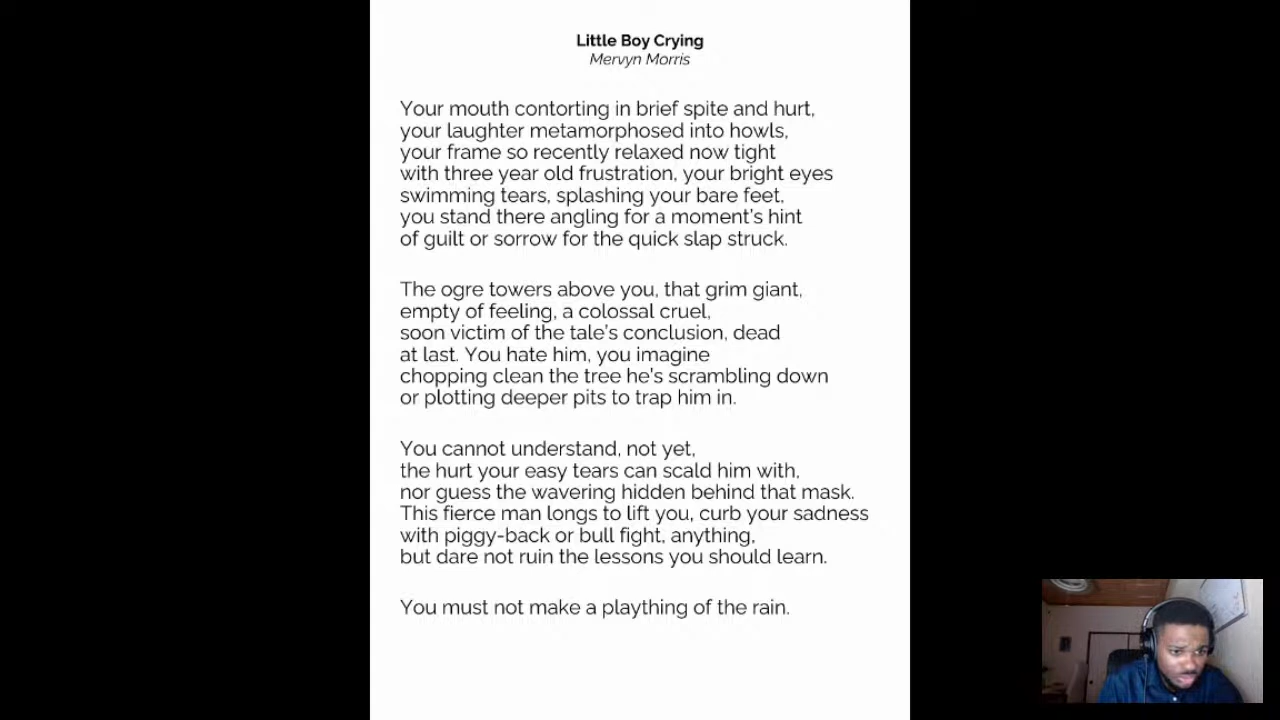 Little Boy Crying
Mervyn Morris
Your mouth contorting in brief spite and hurt,
your laughter metamorphosed into howls,
your frame so recently relaxed now tight
with three year old frustration, your bright eyes
swimming tears, splashing your bare feet,
you stand there angling for a moment's hint
of guilt or sorrow for the quick slap struck.
The ogre towers above you, that grim giant,
empty of feeling, a colossal cruel,
soon victim of the tale's conclusion, dead
at last. You hate him, you imagine
chopping clean the tree he's scrambling down
or plotting deeper pits to trap him in.
You cannot understand, not yet,
the hurt your easy tears can scald him with,
nor guess the wavering hidden behind that mask.
This fierce man longs to lift you, curb your sadness
with piggy-back or bull fight, anything,
but dare not ruin the lessons you should learn.
You must not make a plaything of the rain.